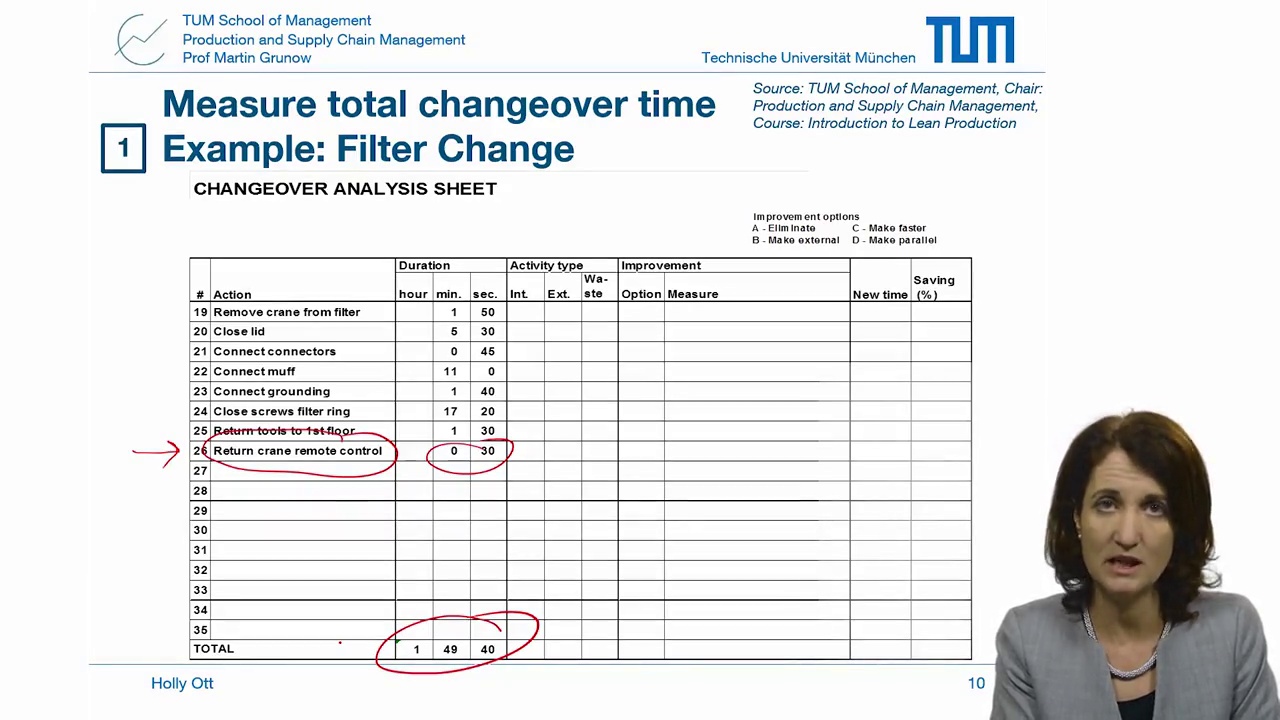 TUM School of Management
Production and Supply Chain Management
Prof Martin Grunow
Technische Universität München
TUM
Measure total changeover time
1 Example: Filter Change
Source: TUM School of Management, Chair:
Production and Supply Chain Management,
Course: Introduction to Lean Production
CHANGEOVER ANALYSIS SHEET
Improvement options
A - Eliminate C - Make faster
B - Make external D - Make parallel
Duration Activity type Improvement
# Action hour min. sec. Int. Ext. Wa-
ste Option Measure New time Saving
(%)
19 Remove crane from filter 1 50
20 Close lid 5 30
21 Connect connectors 0 45
22 Connect muff 11 0
23 Connect grounding 1 40
24 Close screws filter ring 17 20
25 Return tools to 1st floor 1 30
26 Return crane remote control 0 30
27
28
29
30
31
32
33
34
35
TOTAL 1 49 40
Holly Ott
10